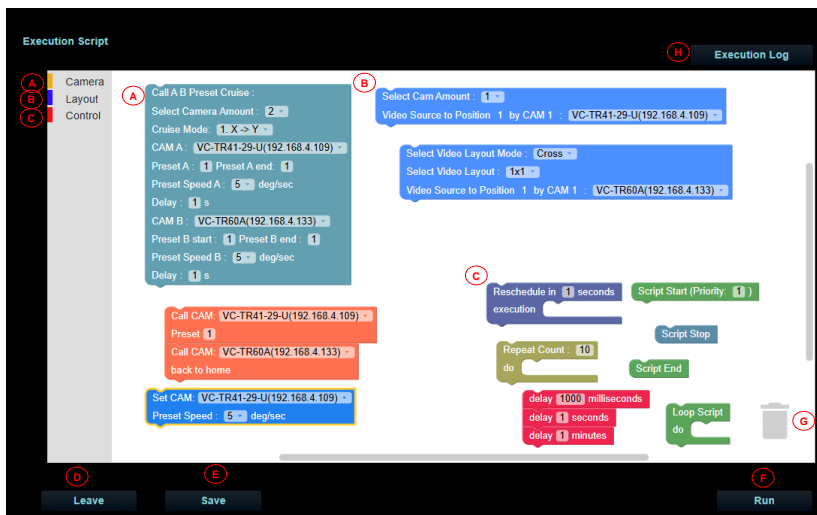 Execution Script
H
Execution Log
A
Camera
B
Layout
C
Control
A
Call A B Preset Cruise :
Select Camera Amount : 2
Cruise Mode: 1. X -> Y
CAM A : VC-TR41-29-U(192.168.4.109)
Preset A : 1 Preset A end: 1
Preset Speed A : 5 deg/sec
Delay : 1 s
CAM B : VC-TR60A(192.168.4.133)
Preset B start : 1 Preset B end : 1
Preset Speed B : 5 deg/sec
Delay : 1 s
Call CAM: VC-TR41-29-U(192.168.4.109)
Preset 1
Call CAM: VC-TR60A(192.168.4.133)
back to home
Set CAM: VC-TR41-29-U(192.168.4.109)
Preset Speed : 5 deg/sec
B
Select Cam Amount : 1
Video Source to Position 1 by CAM 1 : VC-TR41-29-U(192.168.4.109)
Select Video Layout Mode : Cross
Select Video Layout : 1x1
Video Source to Position 1 by CAM 1 : VC-TR60A(192.168.4.133)
C
Reschedule in 1 seconds
execution
Script Start (Priority: 1 )
Script Stop
Repeat Count : 10
do
Script End
delay 1000 milliseconds
delay 1 seconds
delay 1 minutes
Loop Script
do
G
D
Leave
E
Save
F
Run